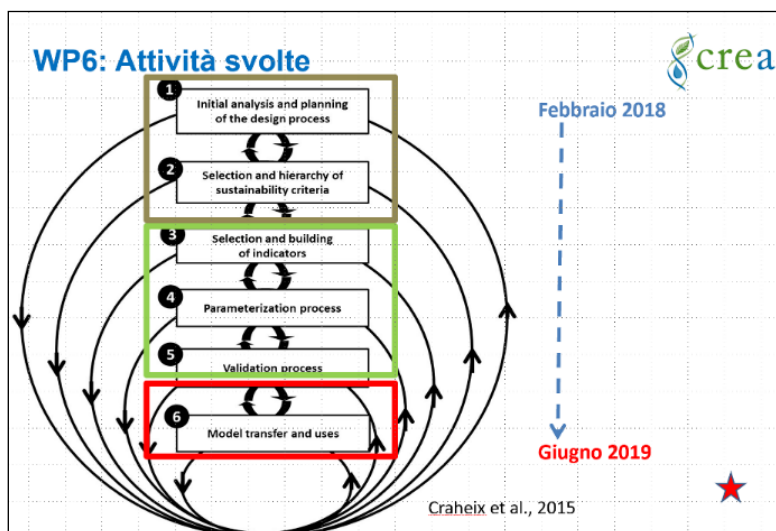 WP6: Attività svolte
crea
1
Initial analysis and planning
of the design process
Febbraio 2018
2
Selection and hierarchy of
sustainability criteria
3
Selection and building
of indicators
4
Parameterization process
5
Validation process
6
Model transfer and uses
Giugno 2019
Craheix et al., 2015